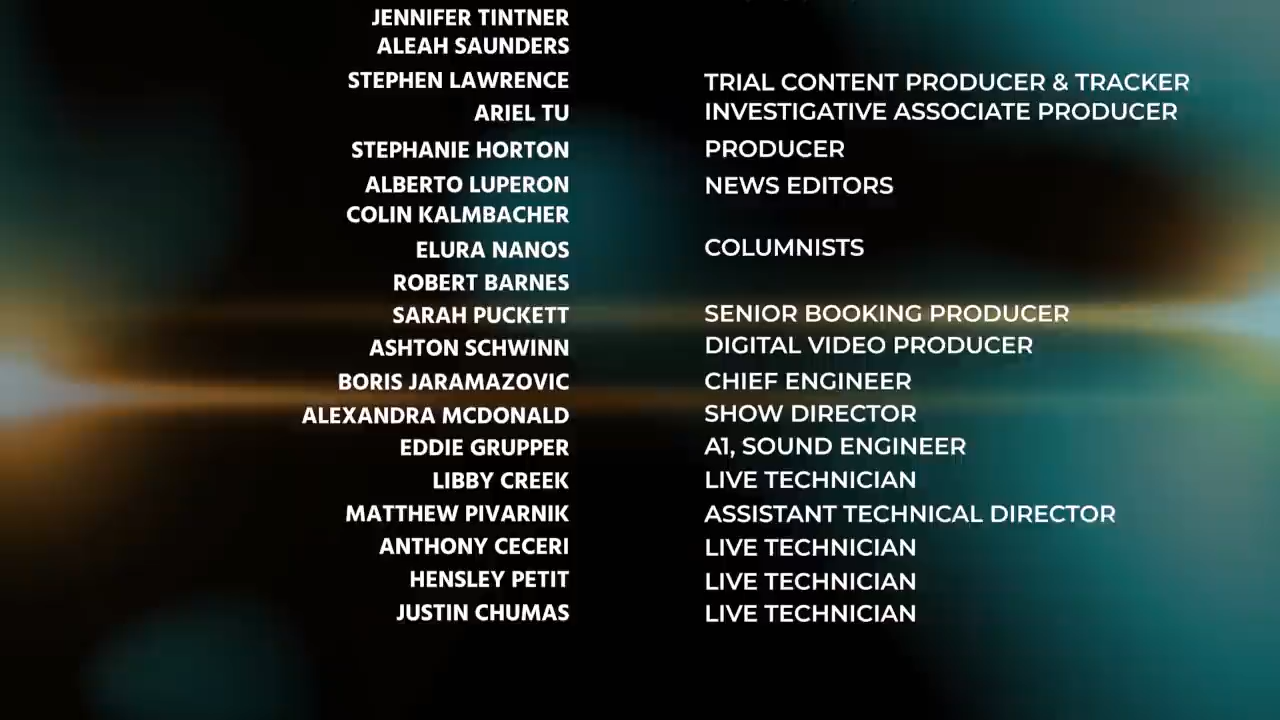 JENNIFER TINTNER
ALEAH SAUNDERS
STEPHEN LAWRENCE TRIAL CONTENT PRODUCER & TRACKER
ARIEL TU INVESTIGATIVE ASSOCIATE PRODUCER
STEPHANIE HORTON PRODUCER
ALBERTO LUPERON NEWS EDITORS
COLIN KALMBACHER
ELURA NANOS COLUMNISTS
ROBERT BARNES
SARAH PUCKETT SENIOR BOOKING PRODUCER
ASHTON SCHWINN DIGITAL VIDEO PRODUCER
BORIS JARAMAZOVIC CHIEF ENGINEER
ALEXANDRA MCDONALD SHOW DIRECTOR
EDDIE GRUPPER A1, SOUND ENGINEER
LIBBY CREEK LIVE TECHNICIAN
MATTHEW PIVARNIK ASSISTANT TECHNICAL DIRECTOR
ANTHONY CECERI LIVE TECHNICIAN
HENSLEY PETIT LIVE TECHNICIAN
JUSTIN CHUMAS LIVE TECHNICIAN